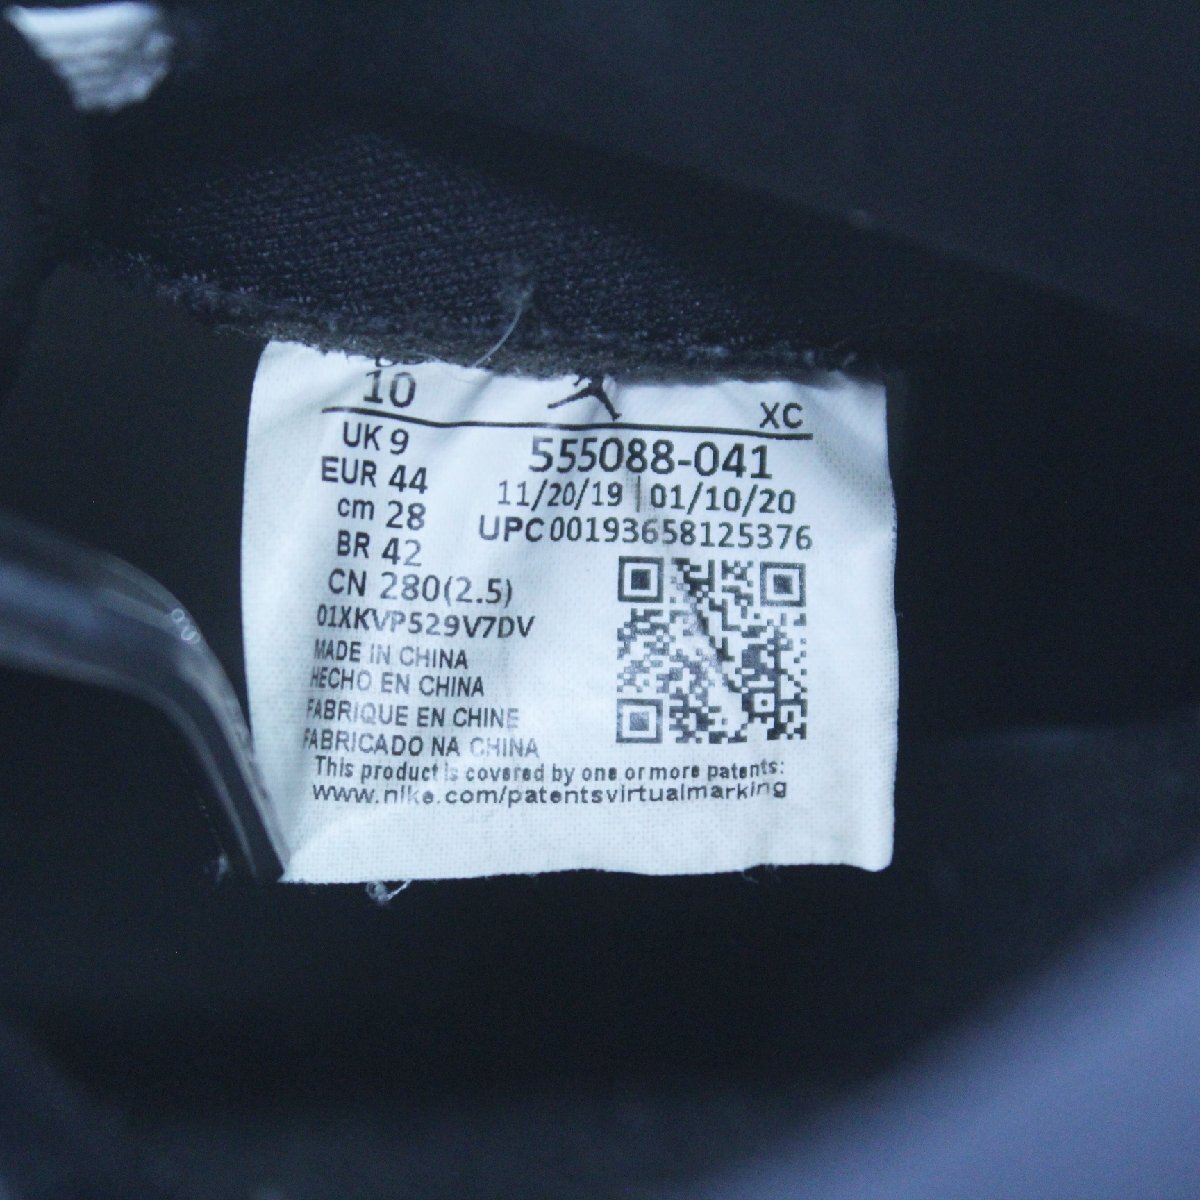 10
XC
UK 9
555088-041
EUR 44
11/20/19 | 01/10/20
cm 28
UPC 00193658125376
BR 42
CN 280(2.5)
01XKVP529V7DV
MADE IN CHINA
HECHO EN CHINA
FABRIQUE EN CHINE
FABRICADO NA CHINA
This product is covered by one or more patents:
www.nike.com/patentsvirtualmarking